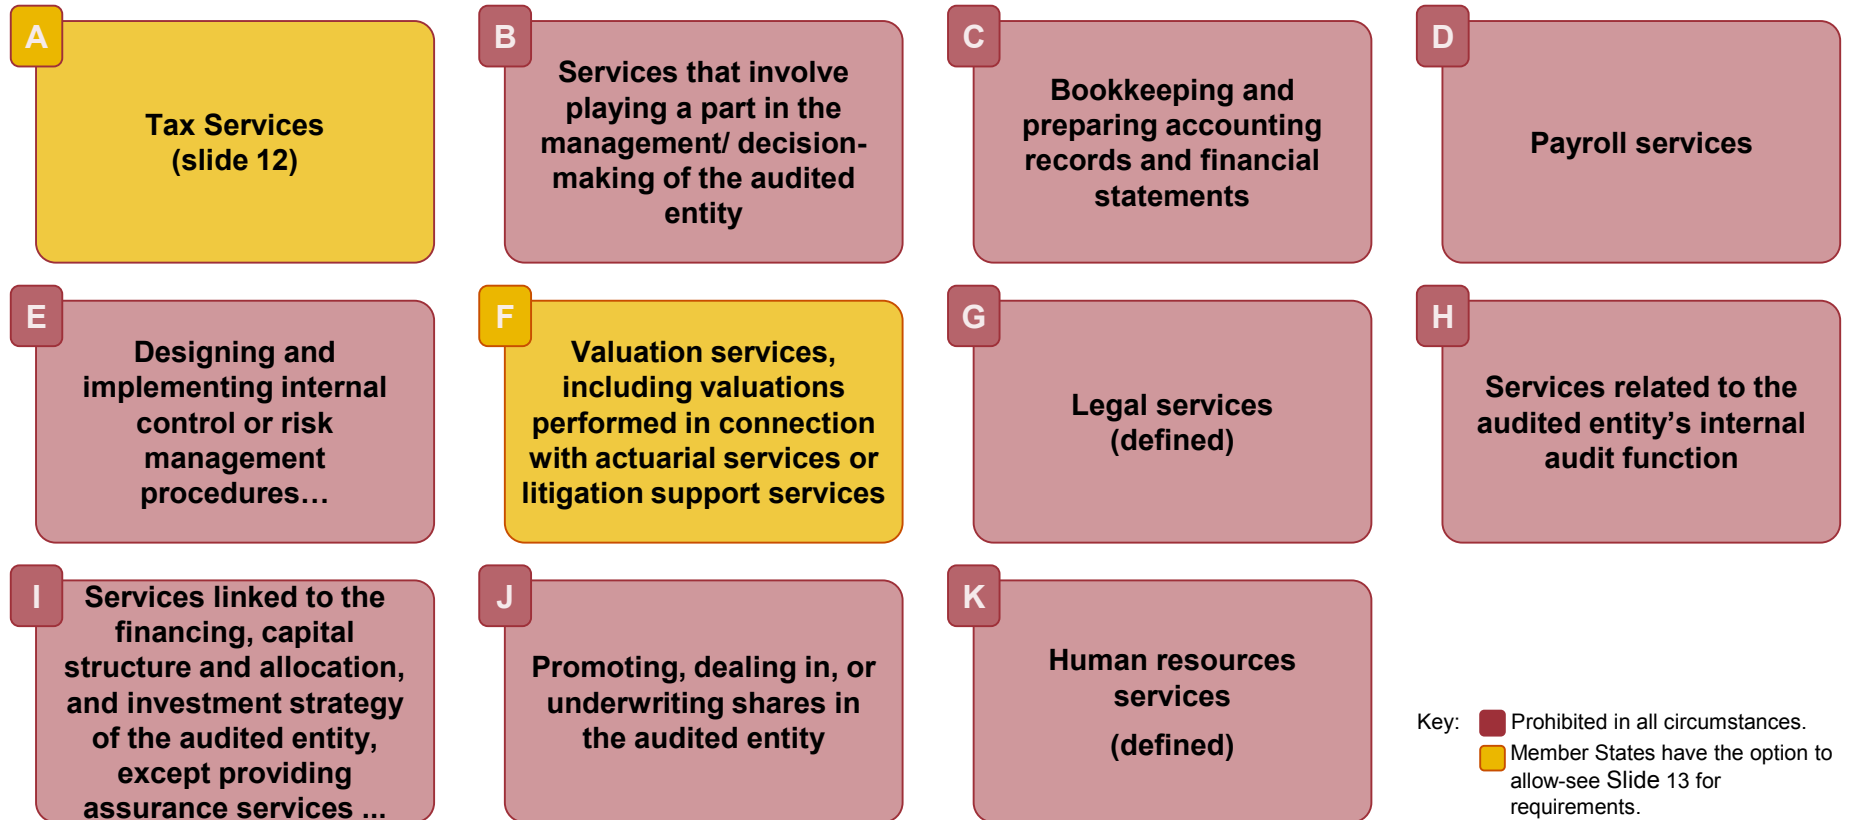 A
Tax Services
(slide 12)
B
Services that involve
playing a part in the
management/ decision-
making of the audited
entity
C
Bookkeeping and
preparing accounting
records and financial
statements
D
Payroll services
E
Designing and
implementing internal
control or risk
management
procedures…
F
Valuation services,
including valuations
performed in connection
with actuarial services or
litigation support services
G
Legal services
(defined)
H
Services related to the
audited entity’s internal
audit function
I
Services linked to the
financing, capital
structure and allocation,
and investment strategy
of the audited entity,
except providing
assurance services ...
J
Promoting, dealing in, or
underwriting shares in
the audited entity
K
Human resources
services
(defined)
Key: Prohibited in all circumstances.
Member States have the option to
allow-see Slide 13 for
requirements.